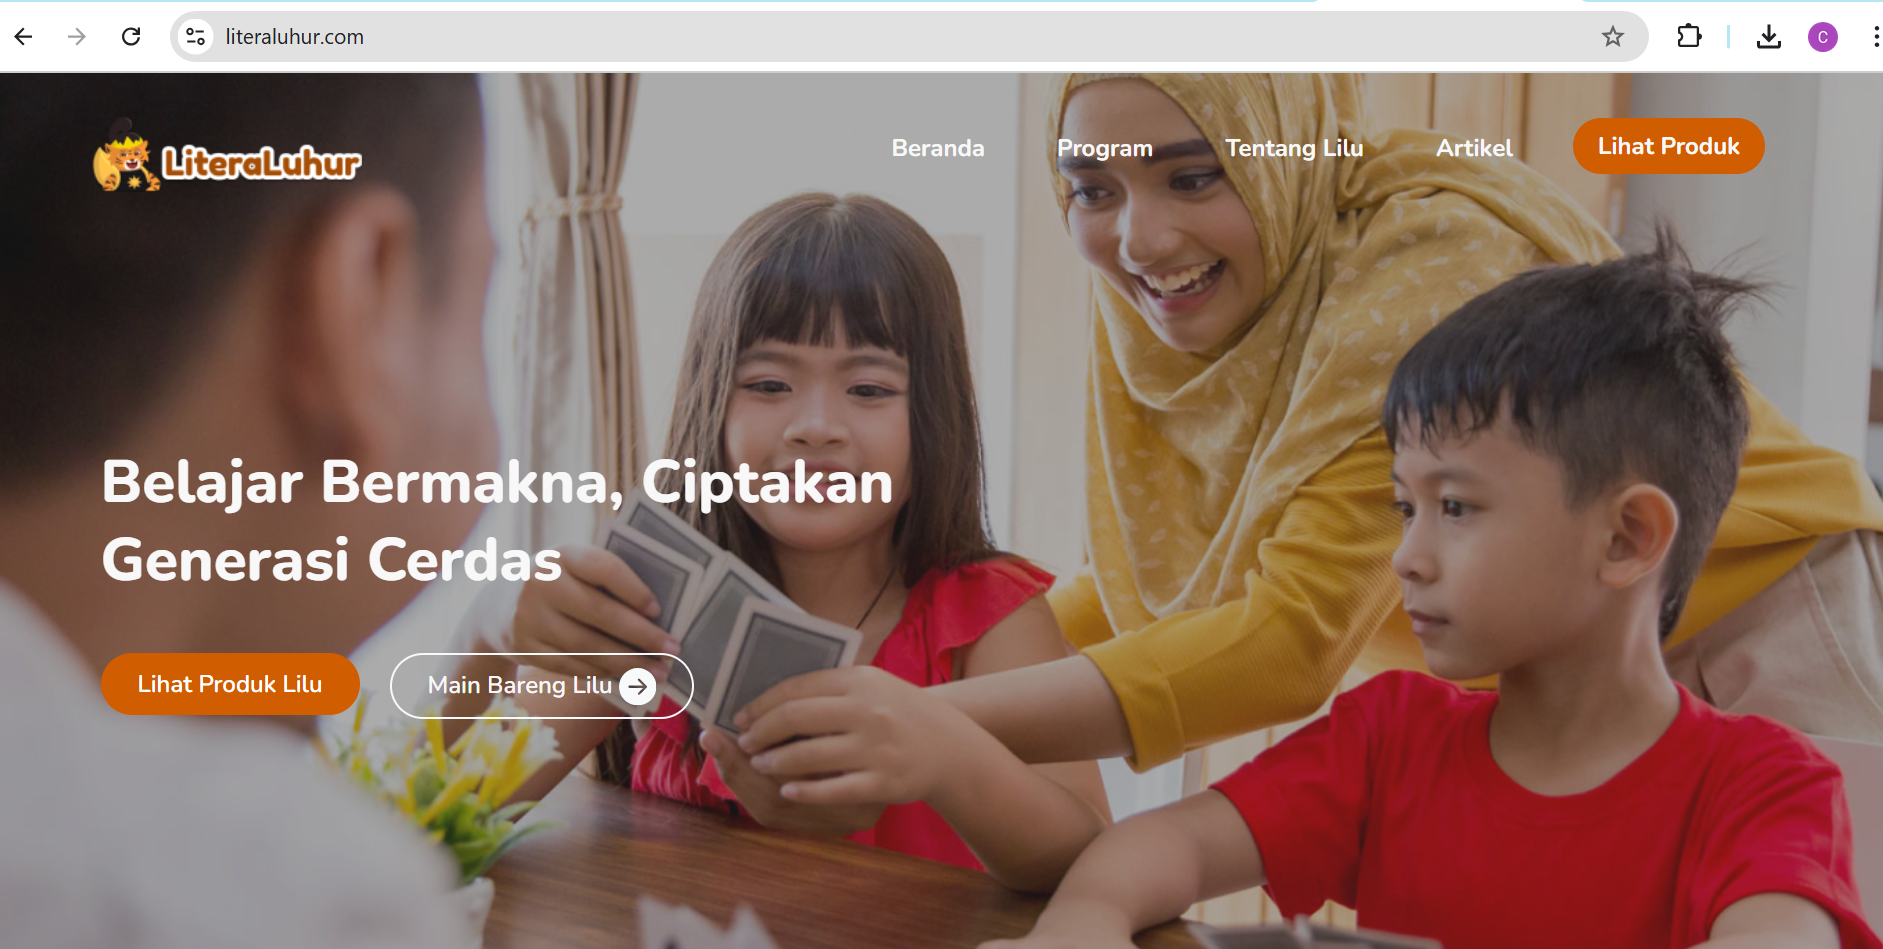 literaluhur.com
C
LiteraLuhur
Beranda
Program
Tentang Lilu
Artikel
Lihat Produk
Belajar Bermakna, Ciptakan
Generasi Cerdas
Lihat Produk Lilu
Main Bareng Lilu